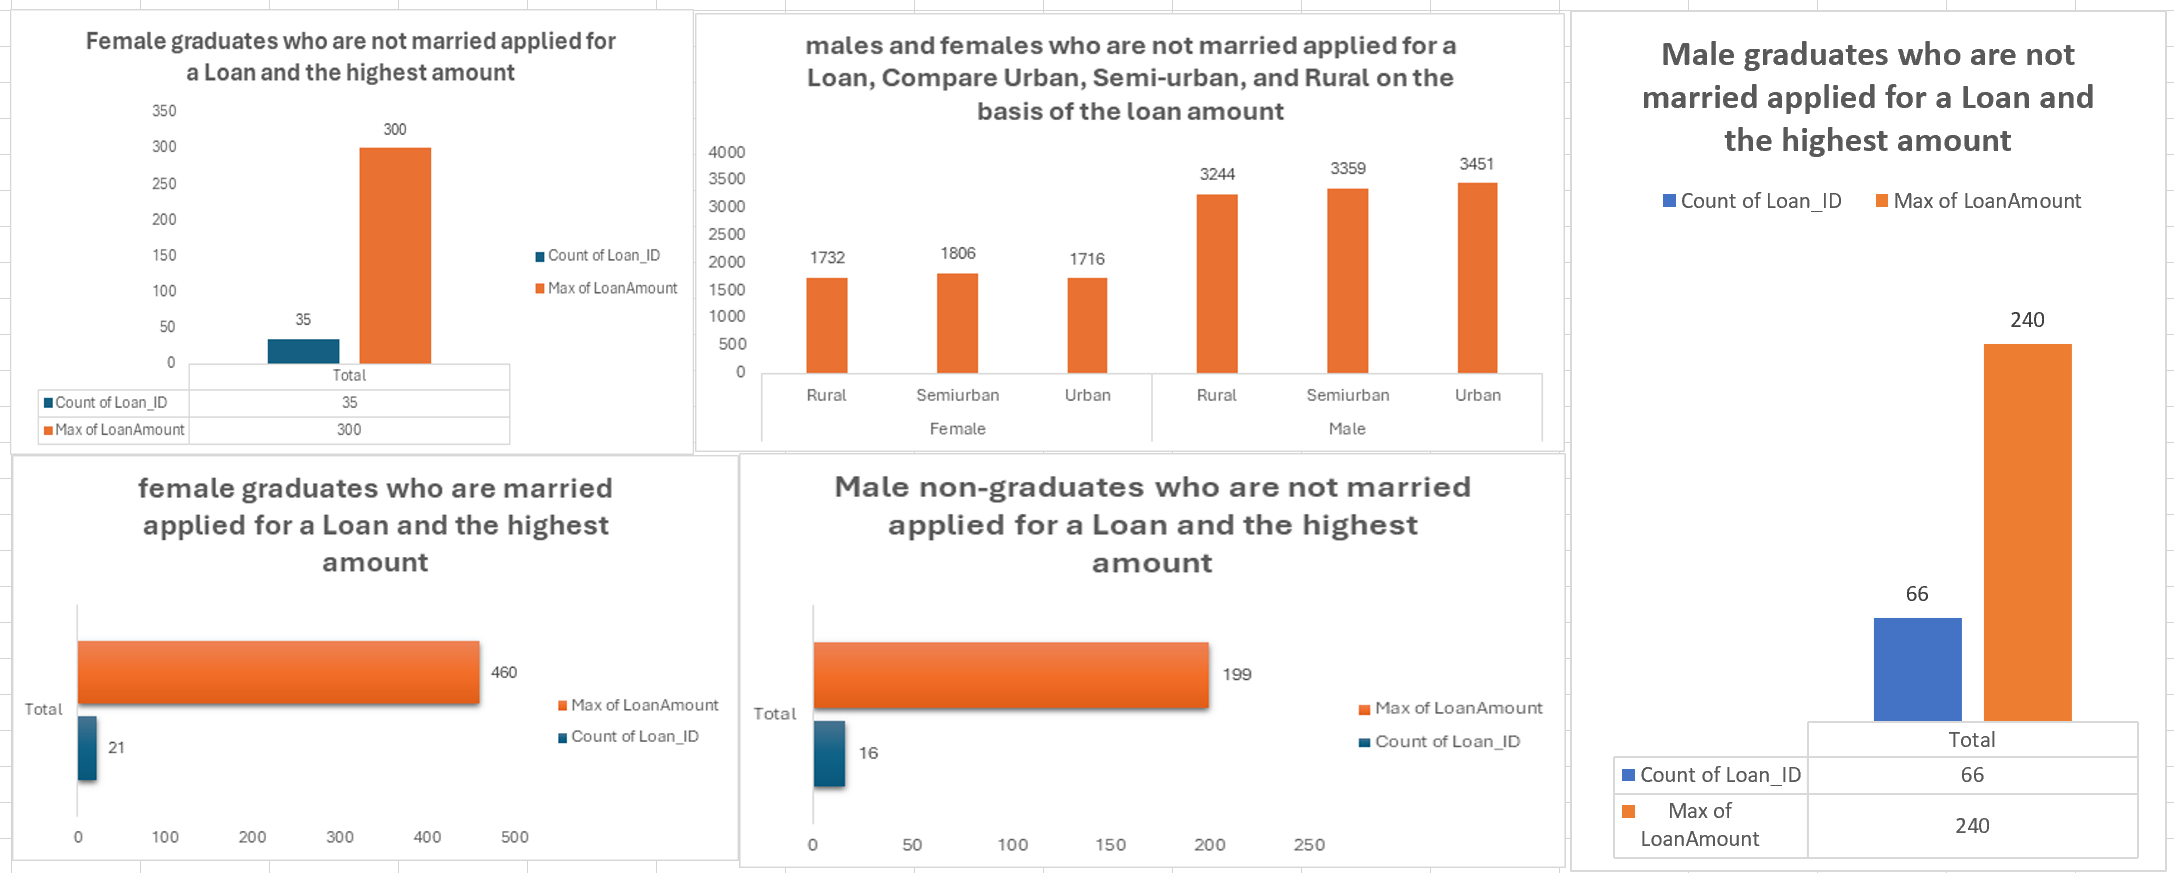 Female graduates who are not married applied for
a Loan and the highest amount
350
300
250
200
150
100
50
0
300
35
Count of Loan_ID
Max of LoanAmount
Total
Count of Loan_ID 35
Max of LoanAmount 300
males and females who are not married applied for a
Loan, Compare Urban, Semi-urban, and Rural on the
basis of the loan amount
4000
3500
3000
2500
2000
1500
1000
500
0
1732 1806 1716 3244 3359 3451
Rural Semiurban Urban Rural Semiurban Urban
Female Male
Male graduates who are not
married applied for a Loan and
the highest amount
Count of Loan_ID Max of LoanAmount
240
66
Total
Count of Loan_ID 66
Max of
LoanAmount
240
female graduates who are married
applied for a Loan and the highest
amount
460
Total
21
Max of LoanAmount
Count of Loan_ID
0 100 200 300 400 500
Male non-graduates who are not married
applied for a Loan and the highest
amount
199
Total
16
Max of LoanAmount
Count of Loan_ID
0 50 100 150 200 250